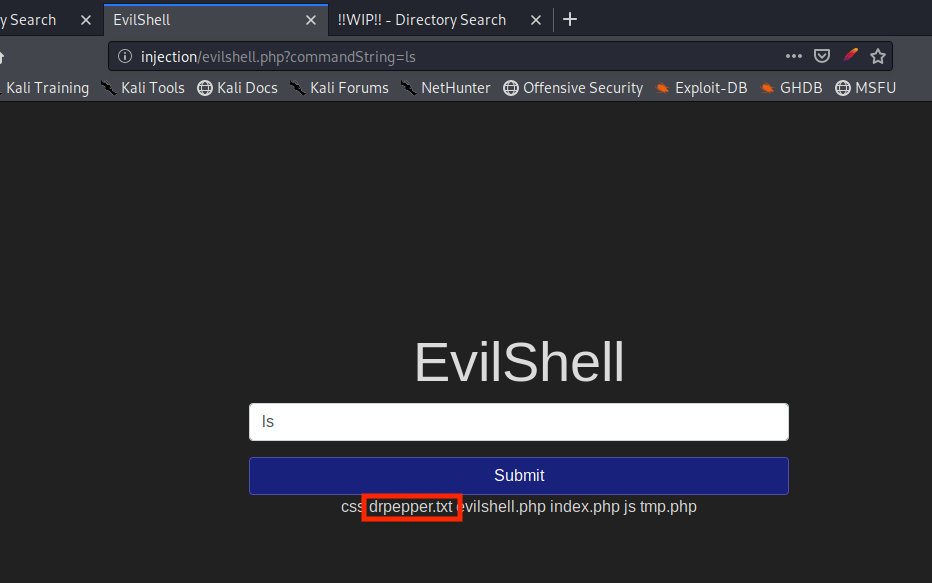 y Search EvilShell !!WIP!! - Directory Search
injection/evilshell.php?commandString=ls
Kali Training Kali Tools Kali Docs Kali Forums NetHunter Offensive Security Exploit-DB GHDB MSFU
EvilShell
ls
Submit
css drpepper.txt evilshell.php index.php js tmp.php